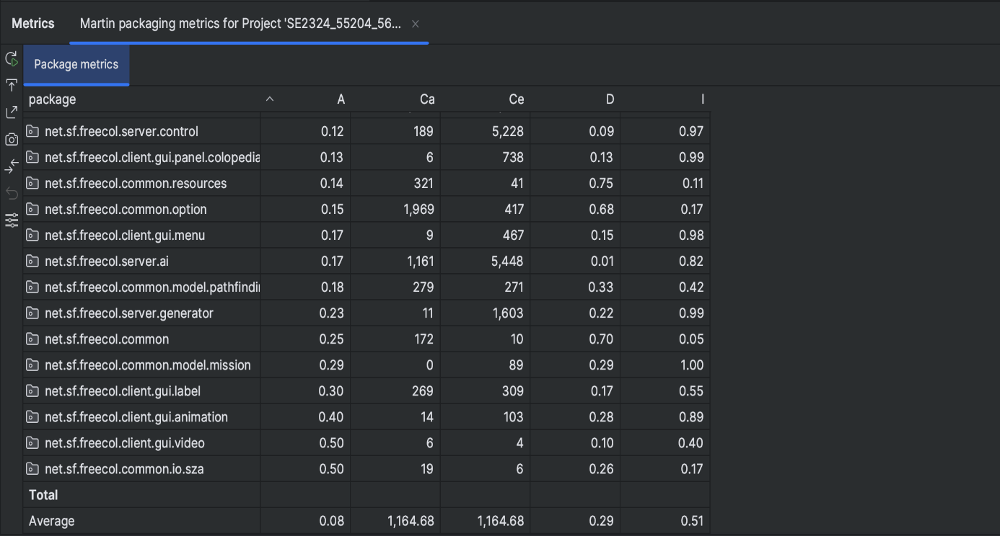 Metrics Martin packaging metrics for Project 'SE2324_55204_56...
Package metrics
package A Ca Ce D I
net.sf.freecol.server.control 0.12 189 5,228 0.09 0.97
net.sf.freecol.client.gui.panel.colopedia 0.13 6 738 0.13 0.99
net.sf.freecol.common.resources 0.14 321 41 0.75 0.11
net.sf.freecol.common.option 0.15 1,969 417 0.68 0.17
net.sf.freecol.client.gui.menu 0.17 9 467 0.15 0.98
net.sf.freecol.server.ai 0.17 1,161 5,448 0.01 0.82
net.sf.freecol.common.model.pathfindin 0.18 279 271 0.33 0.42
net.sf.freecol.server.generator 0.23 11 1,603 0.22 0.99
net.sf.freecol.common 0.25 172 10 0.70 0.05
net.sf.freecol.common.model.mission 0.29 0 89 0.29 1.00
net.sf.freecol.client.gui.label 0.30 269 309 0.17 0.55
net.sf.freecol.client.gui.animation 0.40 14 103 0.28 0.89
net.sf.freecol.client.gui.video 0.50 6 4 0.10 0.40
net.sf.freecol.common.io.sza 0.50 19 6 0.26 0.17
Total
Average 0.08 1,164.68 1,164.68 0.29 0.51